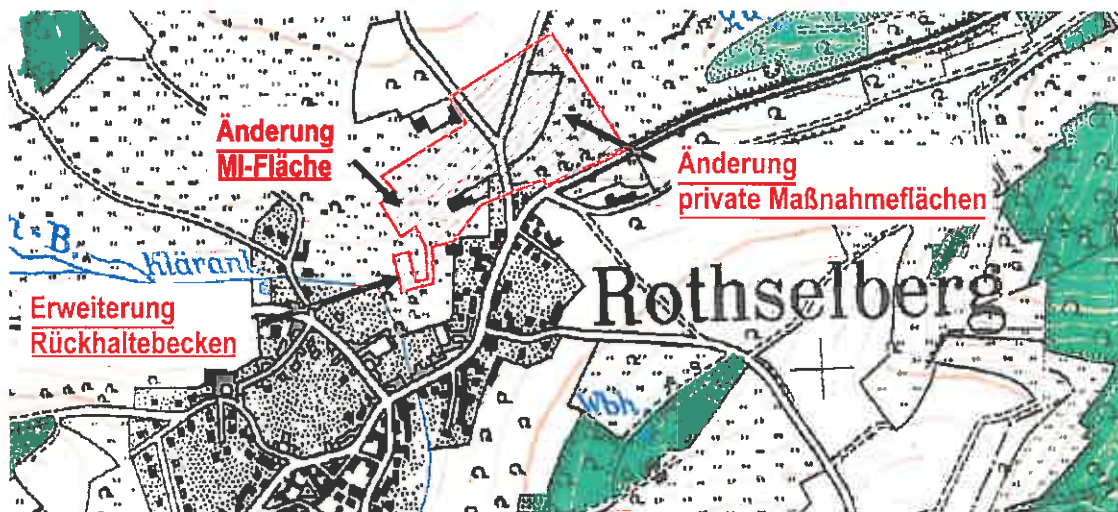 Änderung
MI-Fläche
Änderung
private Maßnahmeflächen
Kläranl
Rothselberg
Erweiterung
Rückhaltebecken
Wbh